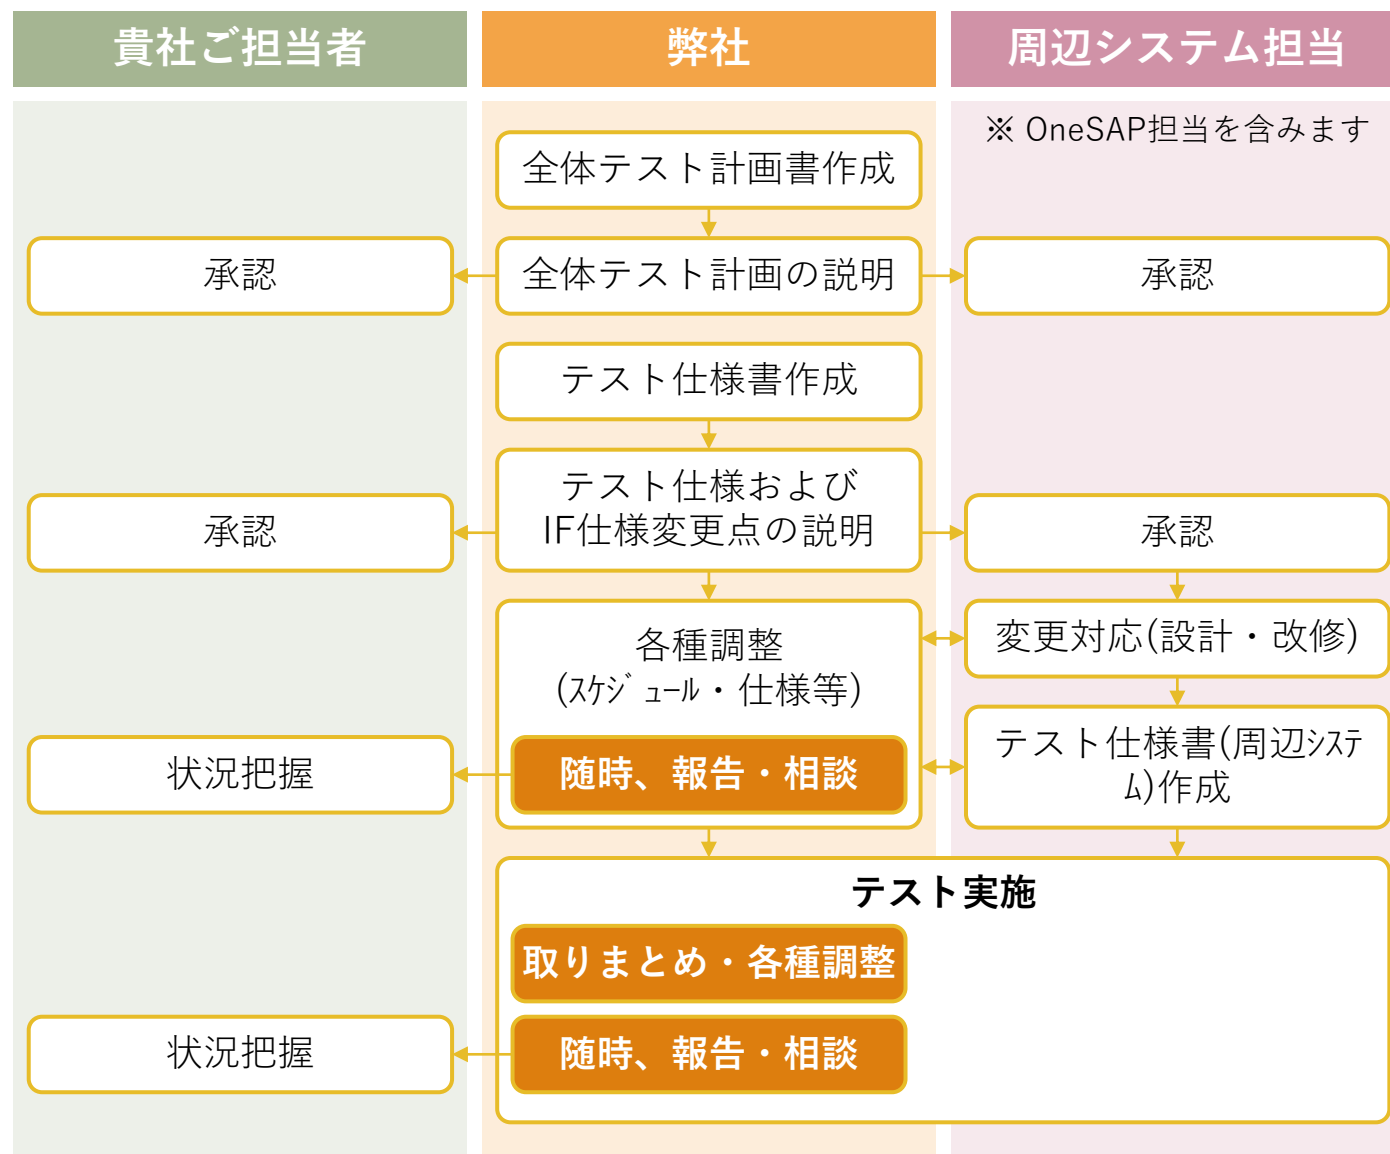 貴社ご担当者
弊社
周辺システム担当
※ OneSAP担当を含みます
全体テスト計画書作成
承認
全体テスト計画の説明
承認
テスト仕様書作成
承認
テスト仕様および
IF仕様変更点の説明
承認
各種調整
(ｽｹｼﾞｭｰﾙ・仕様等)
変更対応(設計・改修)
状況把握
随時、報告・相談
テスト仕様書(周辺ｼｽﾃ
ﾑ)作成
テスト実施
取りまとめ・各種調整
状況把握
随時、報告・相談